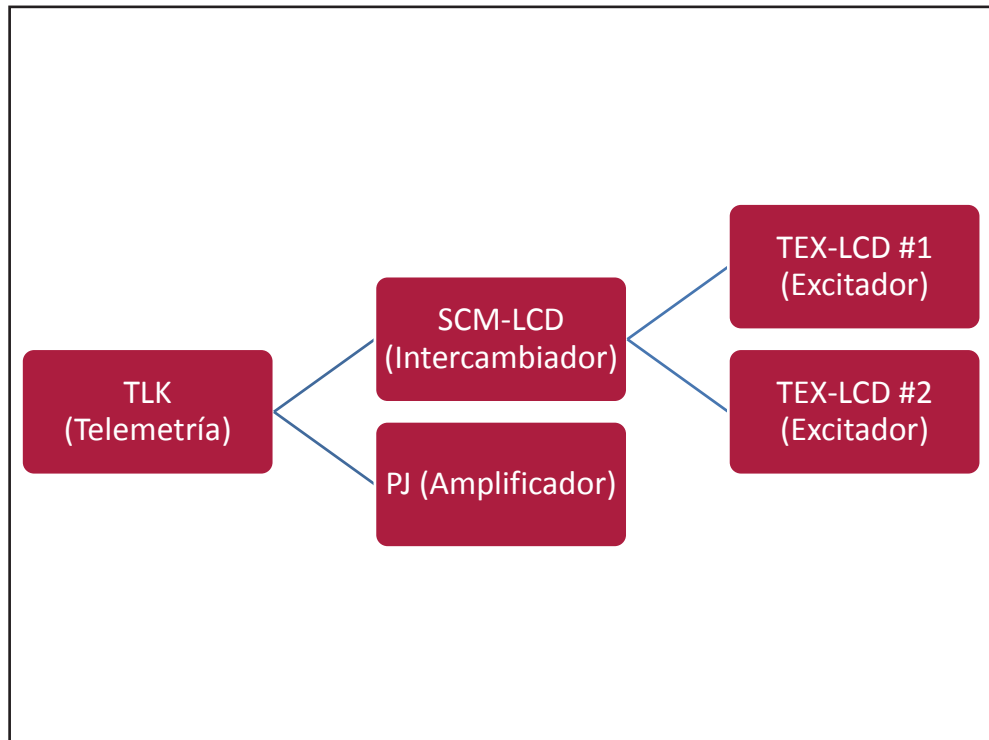 TLK
(Telemetría)
SCM-LCD
(Intercambiador)
PJ (Amplificador)
TEX-LCD #1
(Excitador)
TEX-LCD #2
(Excitador)